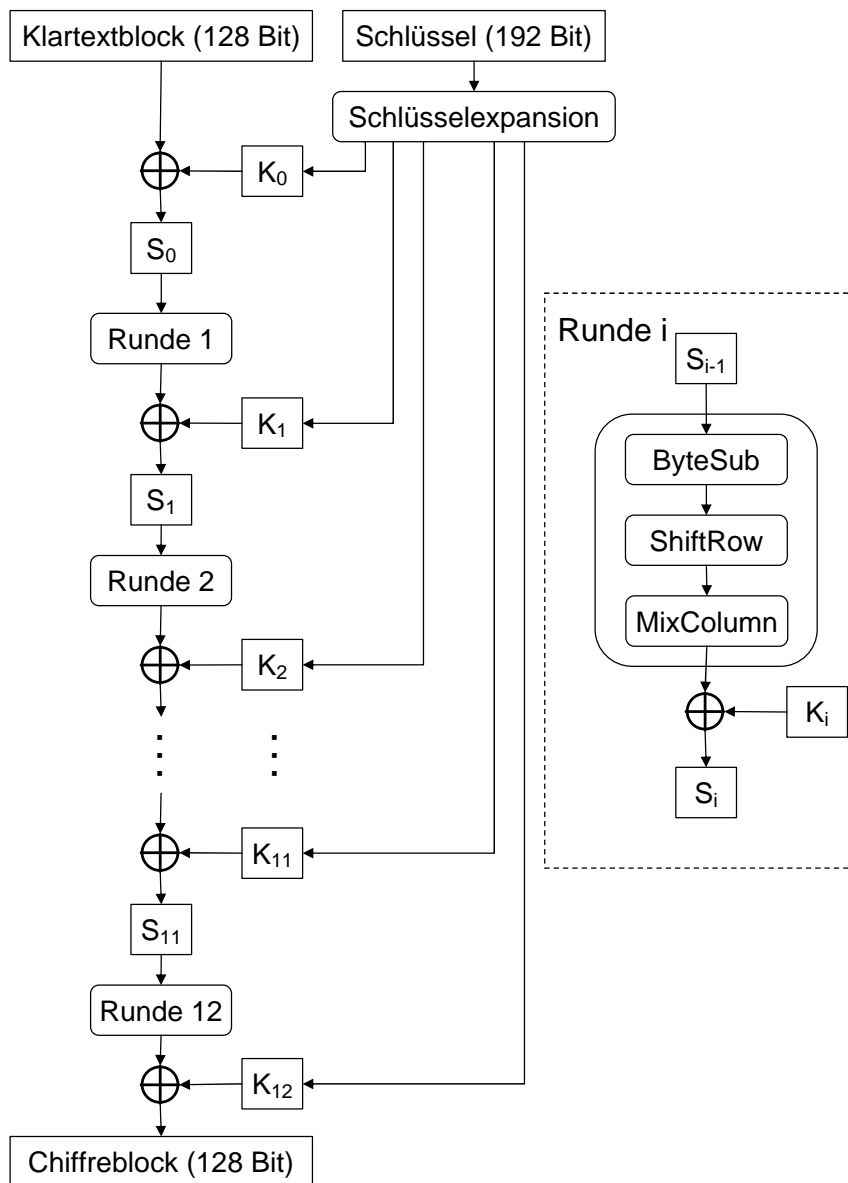 Klartextblock (128 Bit)
Schlüssel (192 Bit)
Schlüsselexpansion
K₀
S₀
Runde 1
K₁
S₁
Runde 2
K₂
⋮ ⋮
K₁₁
S₁₁
Runde 12
K₁₂
Chiffreblock (128 Bit)
Runde i
Sᵢ₋₁
ByteSub
ShiftRow
MixColumn
Kᵢ
Sᵢ